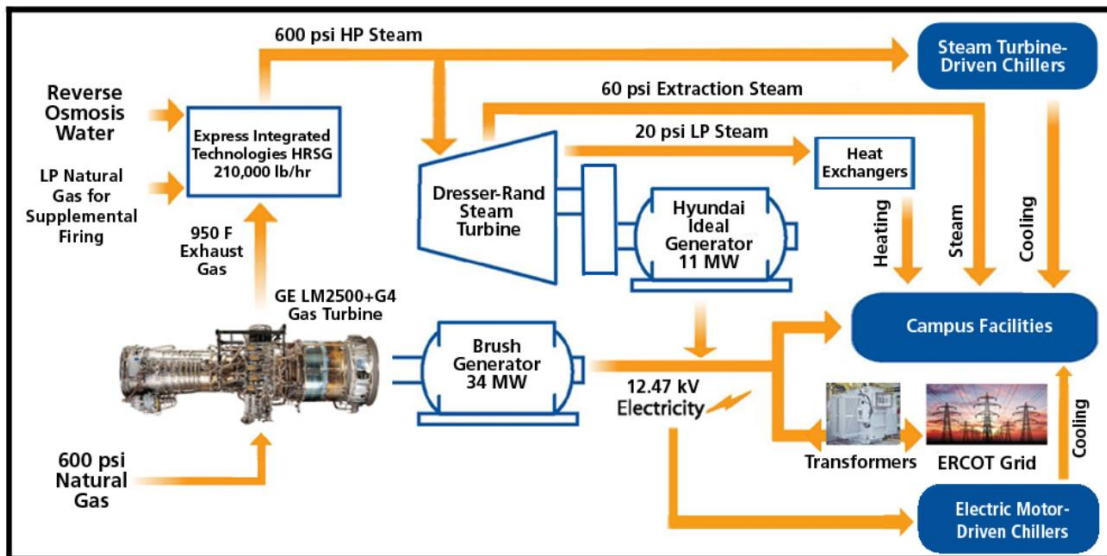 600 psi HP Steam
Steam Turbine-
Driven Chillers
Reverse
Osmosis
Water
60 psi Extraction Steam
Express Integrated
Technologies HRSG
210,000 lb/hr
20 psi LP Steam
Heat
Exchangers
LP Natural
Gas for
Supplemental
Firing
Dresser-Rand
Steam
Turbine
Hyundai
Ideal
Generator
11 MW
Heating
Steam
Cooling
950 F
Exhaust
Gas
GE LM2500+G4
Gas Turbine
Campus Facilities
Brush
Generator
34 MW
12.47 kV
Electricity
Transformers
ERCOT Grid
Cooling
600 psi
Natural
Gas
Electric Motor-
Driven Chillers